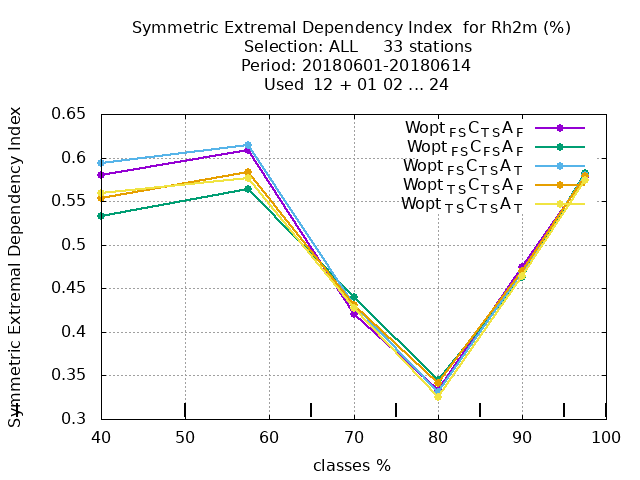 Symmetric Extremal Dependency Index  for Rh2m (%)
Selection: ALL     33 stations
Period: 20180601-20180614
Used  12 + 01 02 ... 24
Symmetric Extremal Dependency Index
0.65
0.6
0.55
0.5
0.45
0.4
0.35
0.3
Wopt FS C TS A F
Wopt FS C FS A F
Wopt FS C TS A T
Wopt TS C TS A F
Wopt TS C TS A T
40 50 60 70 80 90 100
classes %